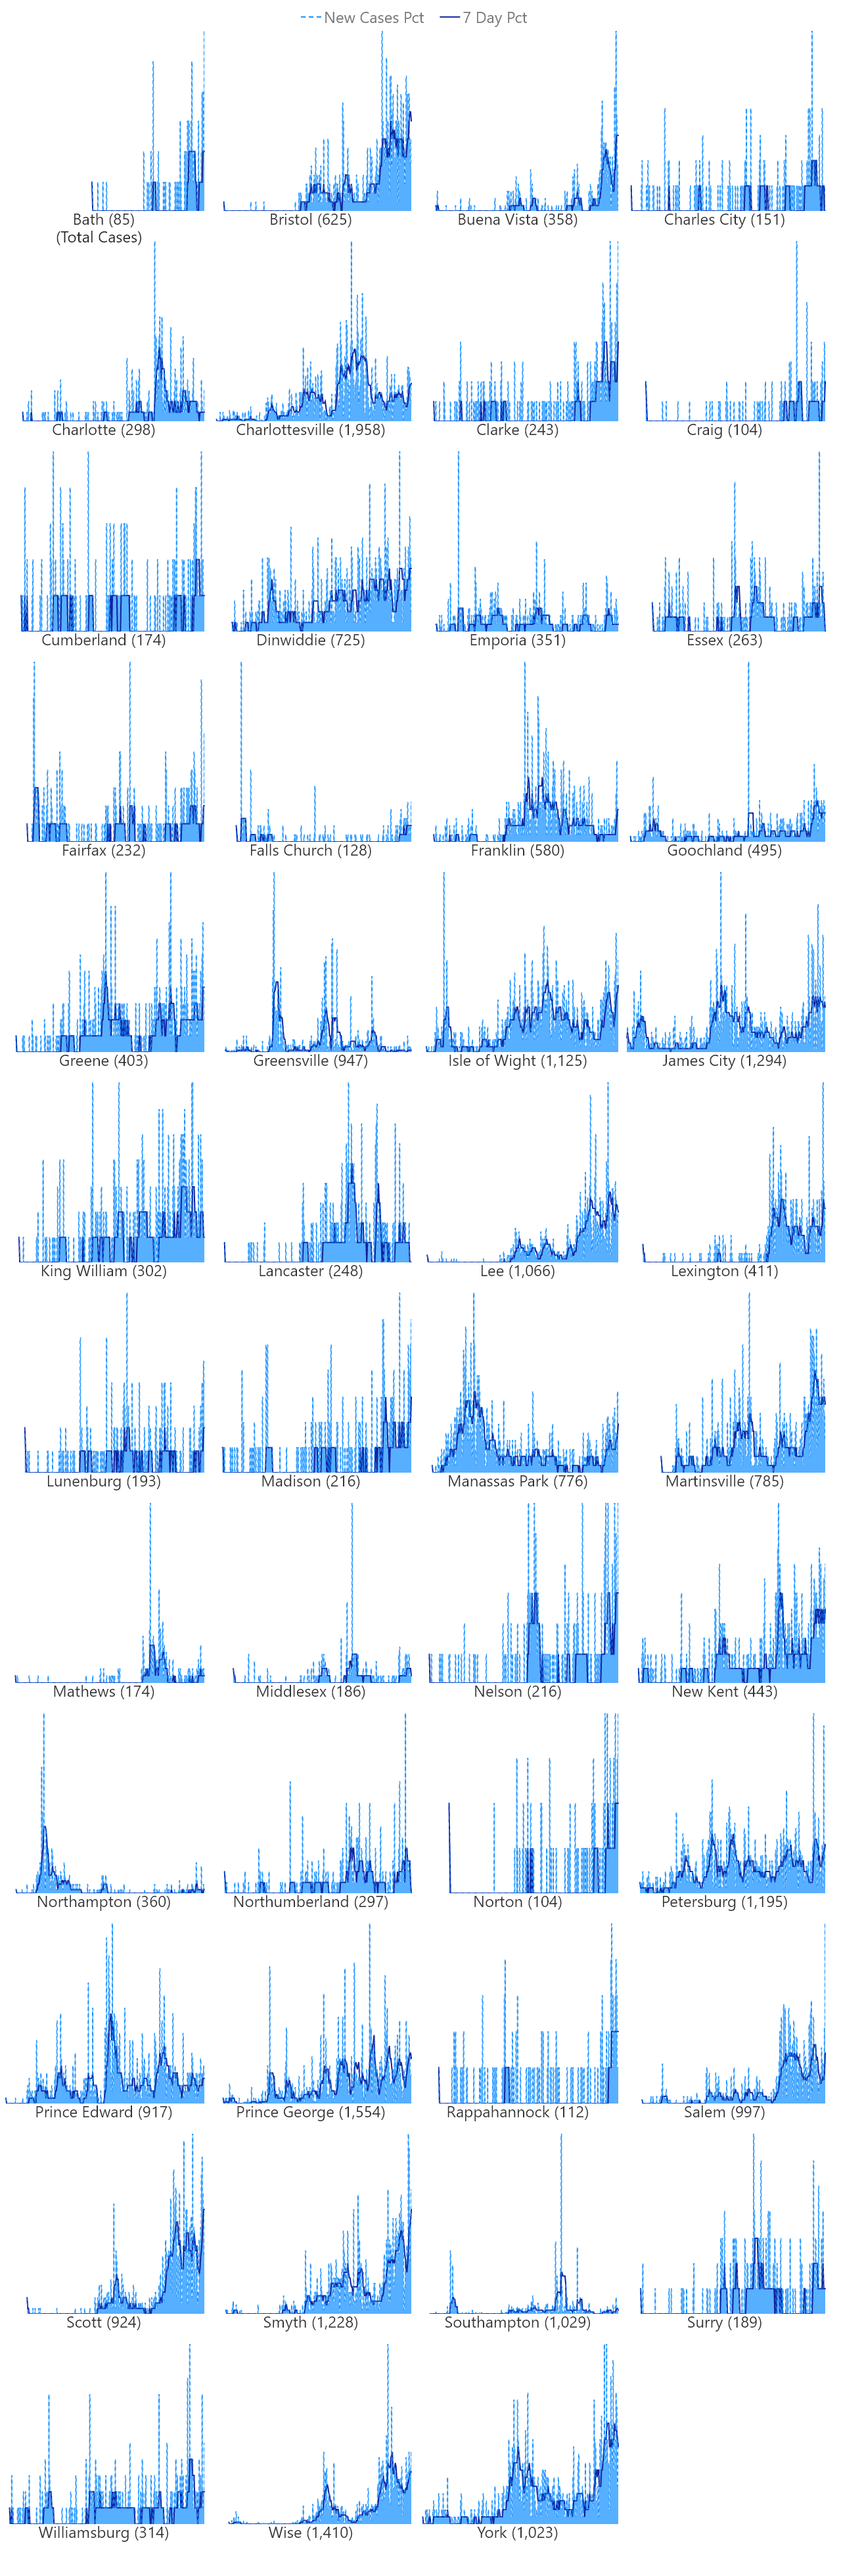 New Cases Pct 7 Day Pct
Bath (85) Bristol (625) Buena Vista (358) Charles City (151)
(Total Cases)
Charlotte (298) Charlottesville (1,958) Clarke (243) Craig (104)
Cumberland (174) Dinwiddie (725) Emporia (351) Essex (263)
Fairfax (232) Falls Church (128) Franklin (580) Goochland (495)
Greene (403) Greensville (947) Isle of Wight (1,125) James City (1,294)
King William (302) Lancaster (248) Lee (1,066) Lexington (411)
Lunenburg (193) Madison (216) Manassas Park (776) Martinsville (785)
Mathews (174) Middlesex (186) Nelson (216) New Kent (443)
Northampton (360) Northumberland (297) Norton (104) Petersburg (1,195)
Prince Edward (917) Prince George (1,554) Rappahannock (112) Salem (997)
Scott (924) Smyth (1,228) Southampton (1,029) Surry (189)
Williamsburg (314) Wise (1,410) York (1,023)